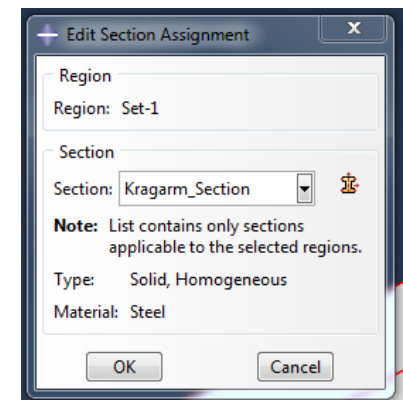 Edit Section Assignment
Region
Region: Set-1
Section
Section: Kragarm_Section
Note: List contains only sections
applicable to the selected regions.
Type: Solid, Homogeneous
Material: Steel
OK Cancel